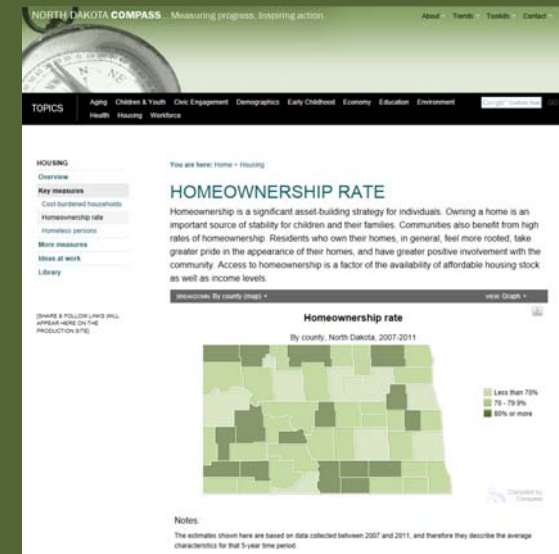 NORTH DAKOTA COMPASS... Measuring progress. Inspiring action.
About Trends Toolkits Contact
TOPICS
Aging Children & Youth Civic Engagement Demographics Early Childhood Economy Education Environment
Health Housing Workforce
GO
HOUSING
Overview
Key measures
Cost-burdened households
Homeownership rate
Homeless persons
More measures
Ideas at work
Library
[SHARE & FOLLOW LINKS WILL
APPEAR HERE ON THE
PRODUCTION SITE]
You are here: Home > Housing
HOMEOWNERSHIP RATE
Homeownership is a significant asset-building strategy for individuals. Owning a home is an
important source of stability for children and their families. Communities also benefit from high
rates of homeownership. Residents who own their homes, in general, feel more rooted, take
greater pride in the appearance of their homes, and have greater positive involvement with the
community. Access to homeownership is a factor of the availability of affordable housing stock
as well as income levels.
BREAKDOWN: By county (map)
VIEW: Graph
Homeownership rate
By county, North Dakota, 2007-2011
Less than 70%
70 - 79.9%
80% or more
Compiled by
Compass
Notes:
The estimates shown here are based on data collected between 2007 and 2011, and therefore they describe the average
characteristics for that 5-year time period.